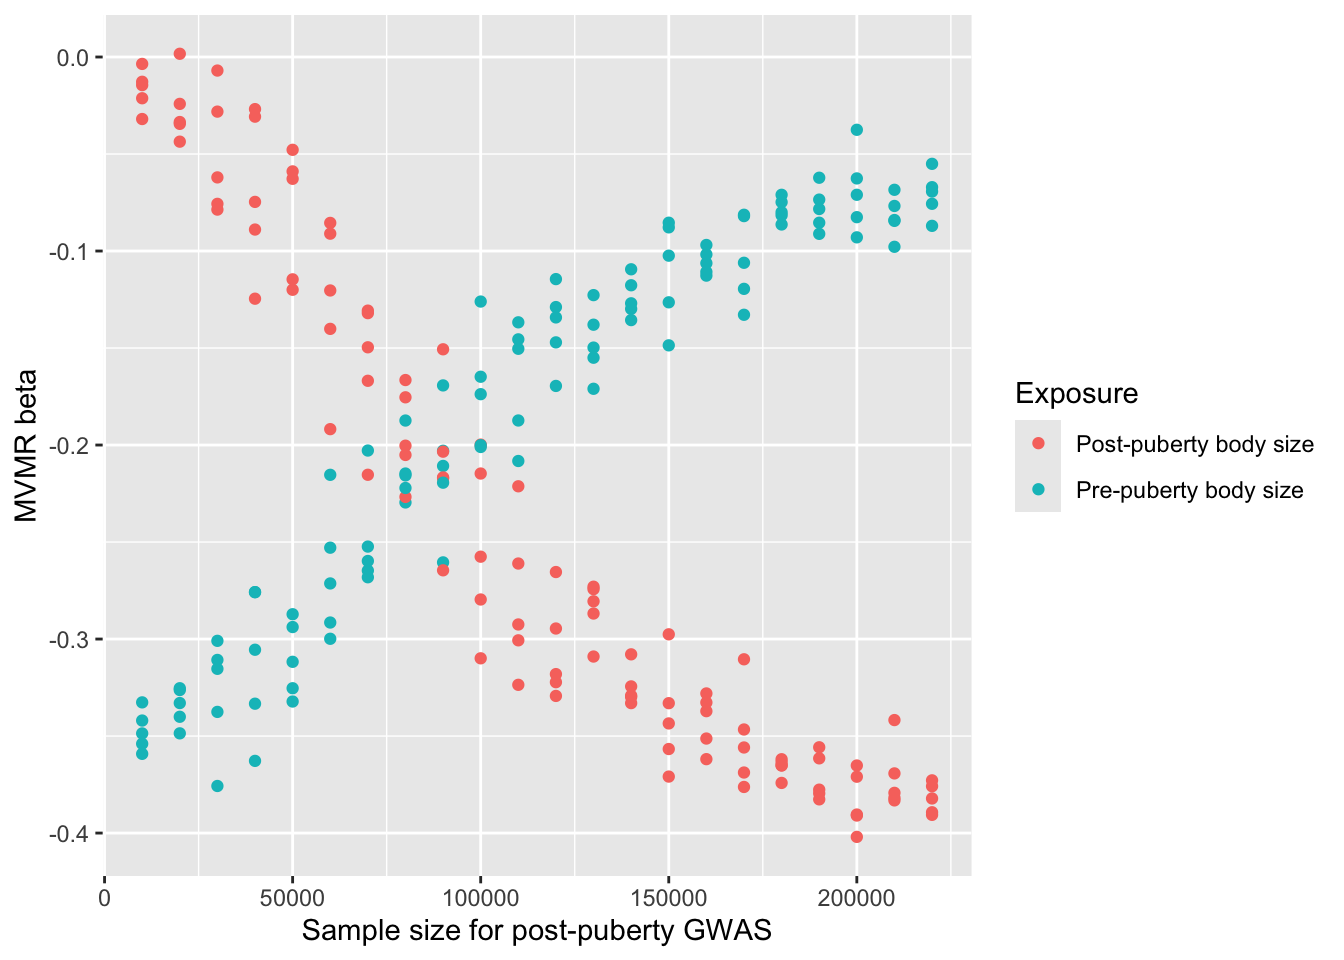 0.0
-0.1
-0.2
-0.3
-0.4
MVMR beta
0
50000
100000
150000
200000
Sample size for post-puberty GWAS
Exposure
Post-puberty body size
Pre-puberty body size